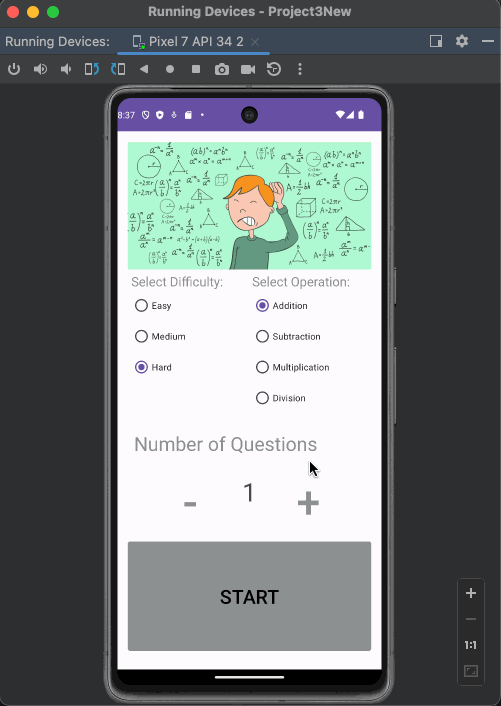 Running Devices - Project3New
Running Devices:
Pixel 7 API 34 2
8:37
Select Difficulty:
Select Operation:
Easy
Addition
Medium
Subtraction
Hard
Multiplication
Division
Number of Questions
-
1
+
START
+
−
1:1